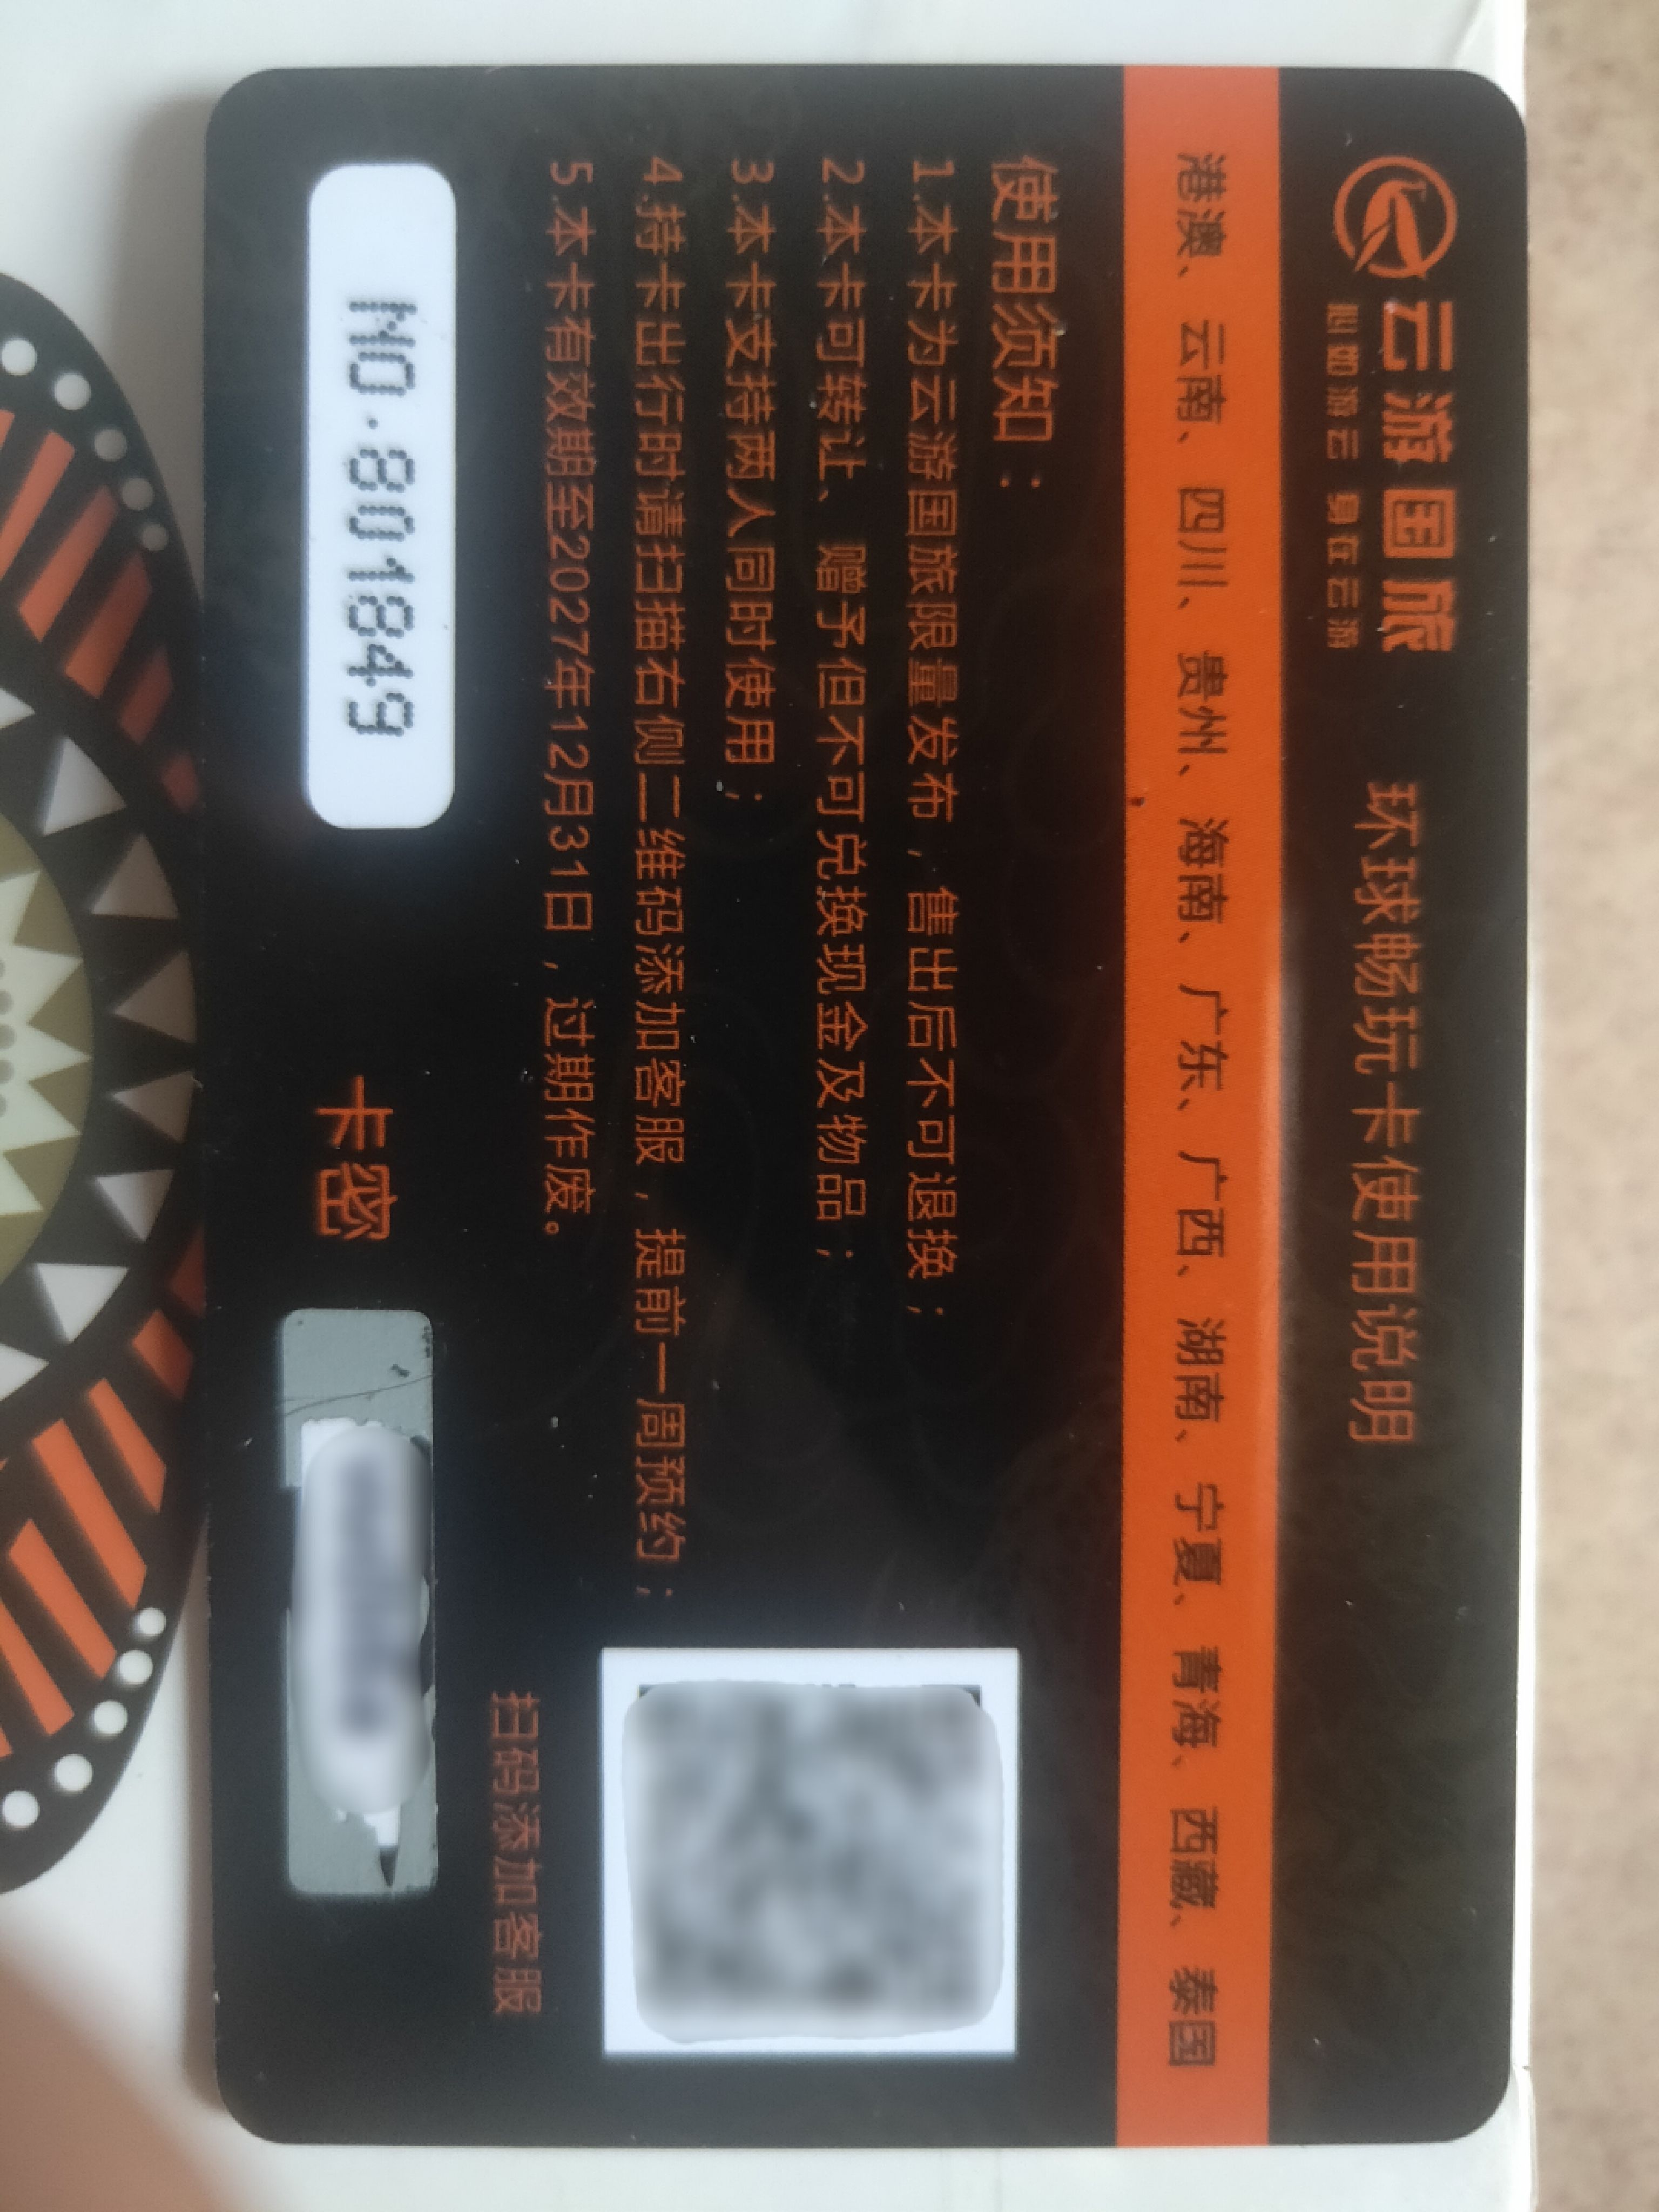 云游国旅
心如游云 身在云游
环球畅玩卡使用说明
港澳、云南、四川、贵州、海南、广东、广西、湖南、宁夏、青海、西藏、泰国
使用须知：
1.本卡为云游国旅限量发布，售出后不可退换；
2.本卡可转让、赠予但不可兑换现金及物品；
3.本卡支持两人同时使用；
4.持卡出行时请扫描右侧二维码添加客服，提前一周预约；
5.本卡有效期至2027年12月31日，过期作废。
扫码添加客服
NO.801849
卡密